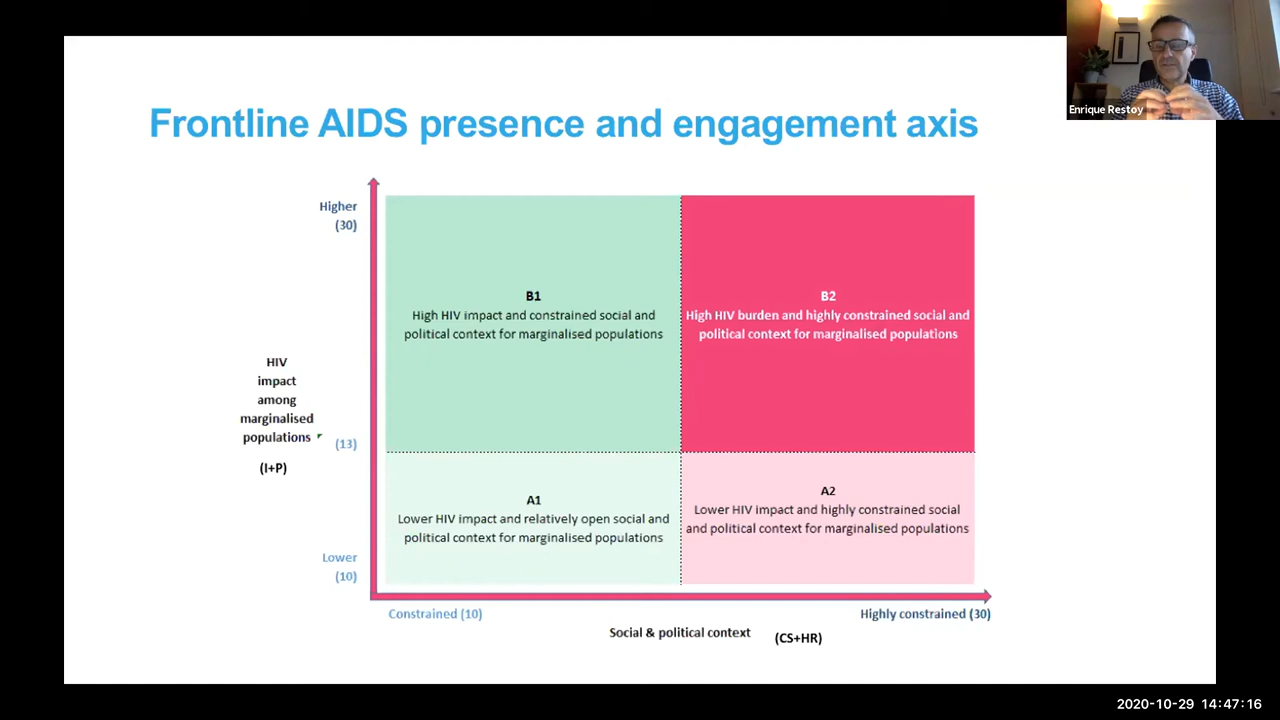 Enrique Restoy
Frontline AIDS presence and engagement axis
Higher
(30)
B1
High HIV impact and constrained social and
political context for marginalised populations
B2
High HIV burden and highly constrained social and
political context for marginalised populations
HIV
impact
among
marginalised
populations
(I+P)
(13)
A1
Lower HIV impact and relatively open social and
political context for marginalised populations
A2
Lower HIV impact and highly constrained social
and political context for marginalised populations
Lower
(10)
Constrained (10)
Highly constrained (30)
Social & political context
(CS+HR)
2020-10-29 14:47:16